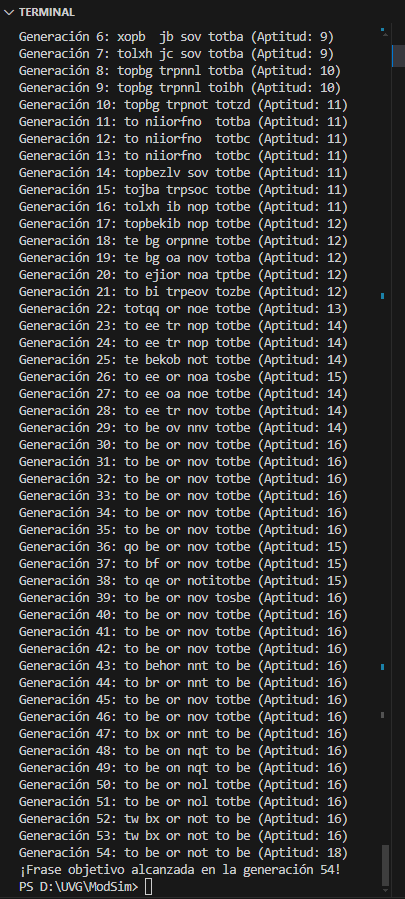 TERMINAL
Generación 6: xopb  jb sov totba (Aptitud: 9)
Generación 7: tolxh jc sov totba (Aptitud: 9)
Generación 8: topbg trpnnl totba (Aptitud: 10)
Generación 9: topbg trpnnl toibh (Aptitud: 10)
Generación 10: topbg trpnot totzd (Aptitud: 11)
Generación 11: to niiorfno  totba (Aptitud: 11)
Generación 12: to niiorfno  totbc (Aptitud: 11)
Generación 13: to niiorfno  totbc (Aptitud: 11)
Generación 14: topbezlv sov totbe (Aptitud: 11)
Generación 15: tojba trpsoc totbe (Aptitud: 11)
Generación 16: tolxh ib nop totbe (Aptitud: 11)
Generación 17: topbekib nop totbe (Aptitud: 12)
Generación 18: te bg orpnne totbe (Aptitud: 12)
Generación 19: te bg oa nov totba (Aptitud: 12)
Generación 20: to ejior noa tptbe (Aptitud: 12)
Generación 21: to bi trpeov tozbe (Aptitud: 12)
Generación 22: totqq or noe totbe (Aptitud: 13)
Generación 23: to ee tr nop totbe (Aptitud: 14)
Generación 24: to ee tr nop totbe (Aptitud: 14)
Generación 25: te bekob not totbe (Aptitud: 14)
Generación 26: to ee or noa tosbe (Aptitud: 15)
Generación 27: to ee oa noe totbe (Aptitud: 14)
Generación 28: to ee tr nov totbe (Aptitud: 14)
Generación 29: to be ov nnv totbe (Aptitud: 14)
Generación 30: to be or nov totbe (Aptitud: 16)
Generación 31: to be or nov totbe (Aptitud: 16)
Generación 32: to be or nov totbe (Aptitud: 16)
Generación 33: to be or nov totbe (Aptitud: 16)
Generación 34: to be or nov totbe (Aptitud: 16)
Generación 35: to be or nov totbe (Aptitud: 16)
Generación 36: qo be or nov totbe (Aptitud: 15)
Generación 37: to bf or nov totbe (Aptitud: 15)
Generación 38: to qe or notitotbe (Aptitud: 15)
Generación 39: to be or nov tosbe (Aptitud: 16)
Generación 40: to be or nov totbe (Aptitud: 16)
Generación 41: to be or nov totbe (Aptitud: 16)
Generación 42: to be or nov totbe (Aptitud: 16)
Generación 43: to behor nnt to be (Aptitud: 16)
Generación 44: to br or nnt to be (Aptitud: 16)
Generación 45: to be or nov totbe (Aptitud: 16)
Generación 46: to be or nov totbe (Aptitud: 16)
Generación 47: to bx or nnt to be (Aptitud: 16)
Generación 48: to be on nqt to be (Aptitud: 16)
Generación 49: to be on nqt to be (Aptitud: 16)
Generación 50: to be or nol totbe (Aptitud: 16)
Generación 51: to be or nol totbe (Aptitud: 16)
Generación 52: tw bx or not to be (Aptitud: 16)
Generación 53: tw bx or not to be (Aptitud: 16)
Generación 54: to be or not to be (Aptitud: 18)
¡Frase objetivo alcanzada en la generación 54!
PS D:\UVG\ModSim>